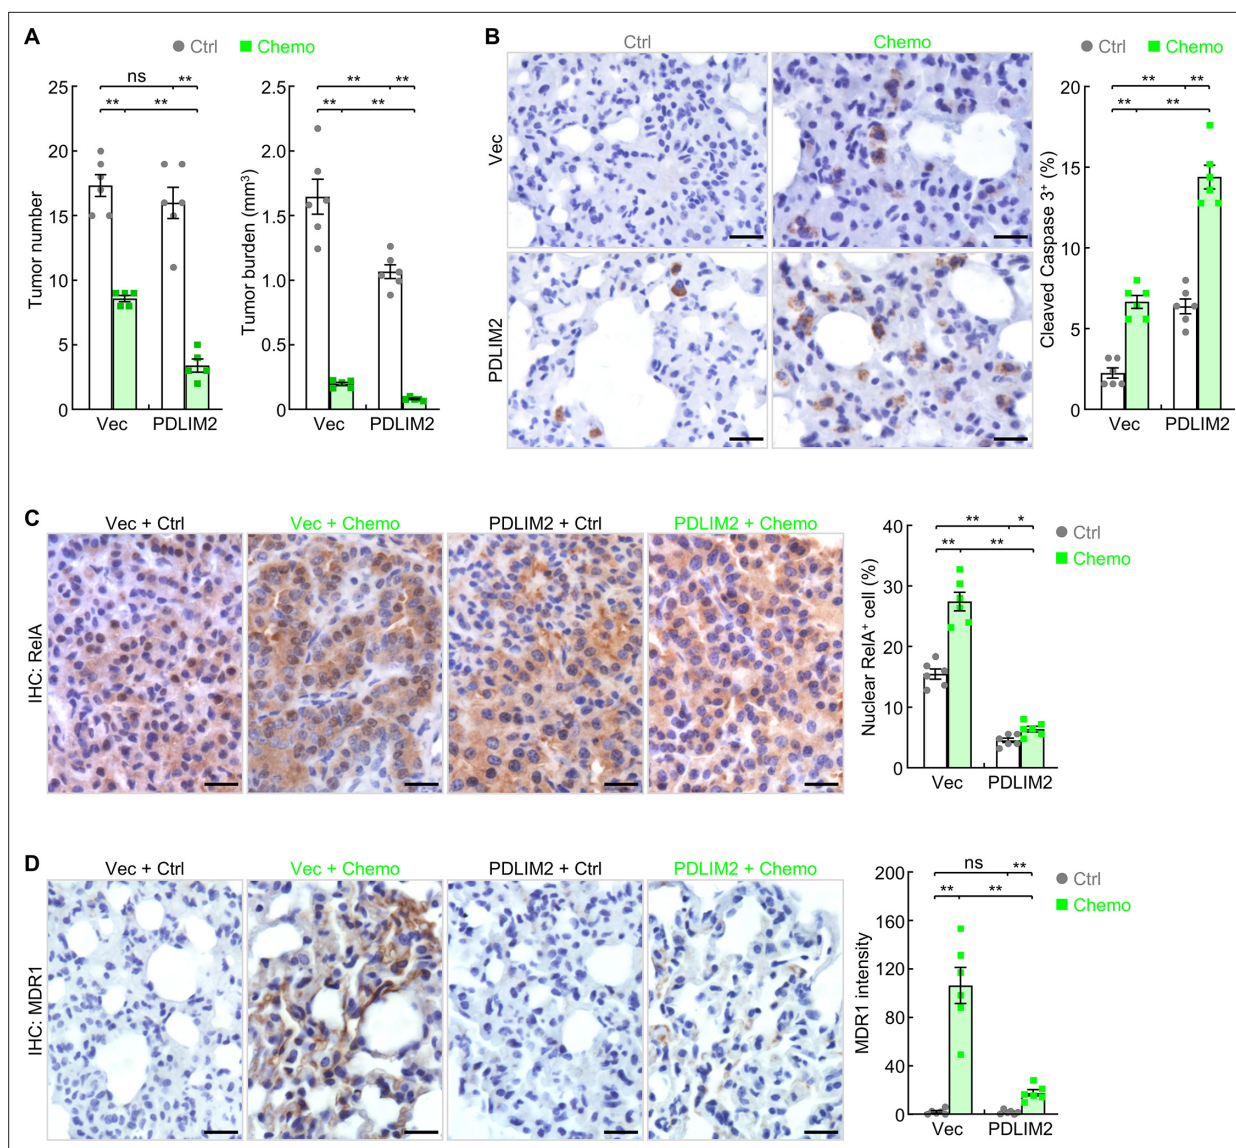 A
Ctrl Chemo
25
20
15
10
5
0
Tumor number
ns **
** **
Vec PDLIM2
2.5
2.0
1.5
1.0
0.5
0
Tumor burden (mm³)
** **
** **
Vec PDLIM2
B
Ctrl Chemo
Vec
PDLIM2
Ctrl Chemo
20
15
10
5
0
Cleaved Caspase 3⁺ (%)
** **
** **
Vec PDLIM2
C
Vec + Ctrl Vec + Chemo PDLIM2 + Ctrl PDLIM2 + Chemo
IHC: RelA
40
30
20
10
0
Nuclear RelA⁺ cell (%)
** *
** **
Vec PDLIM2
Ctrl
Chemo
D
Vec + Ctrl Vec + Chemo PDLIM2 + Ctrl PDLIM2 + Chemo
IHC: MDR1
200
160
120
80
40
0
MDR1 intensity
ns **
** **
Vec PDLIM2
Ctrl
Chemo